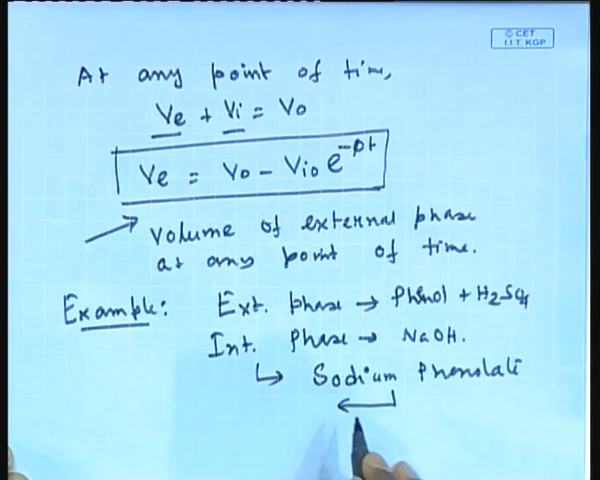 © CET
I.I.T. KGP
At any point of time,
Ve + Vi = Vo
Ve = Vo - Vio e^-pt
Volume of external phase
at any point of time.
Example: Ext. phase → Phenol + H2SO4
Int. phase → NaOH.
↳ Sodium Phenolate